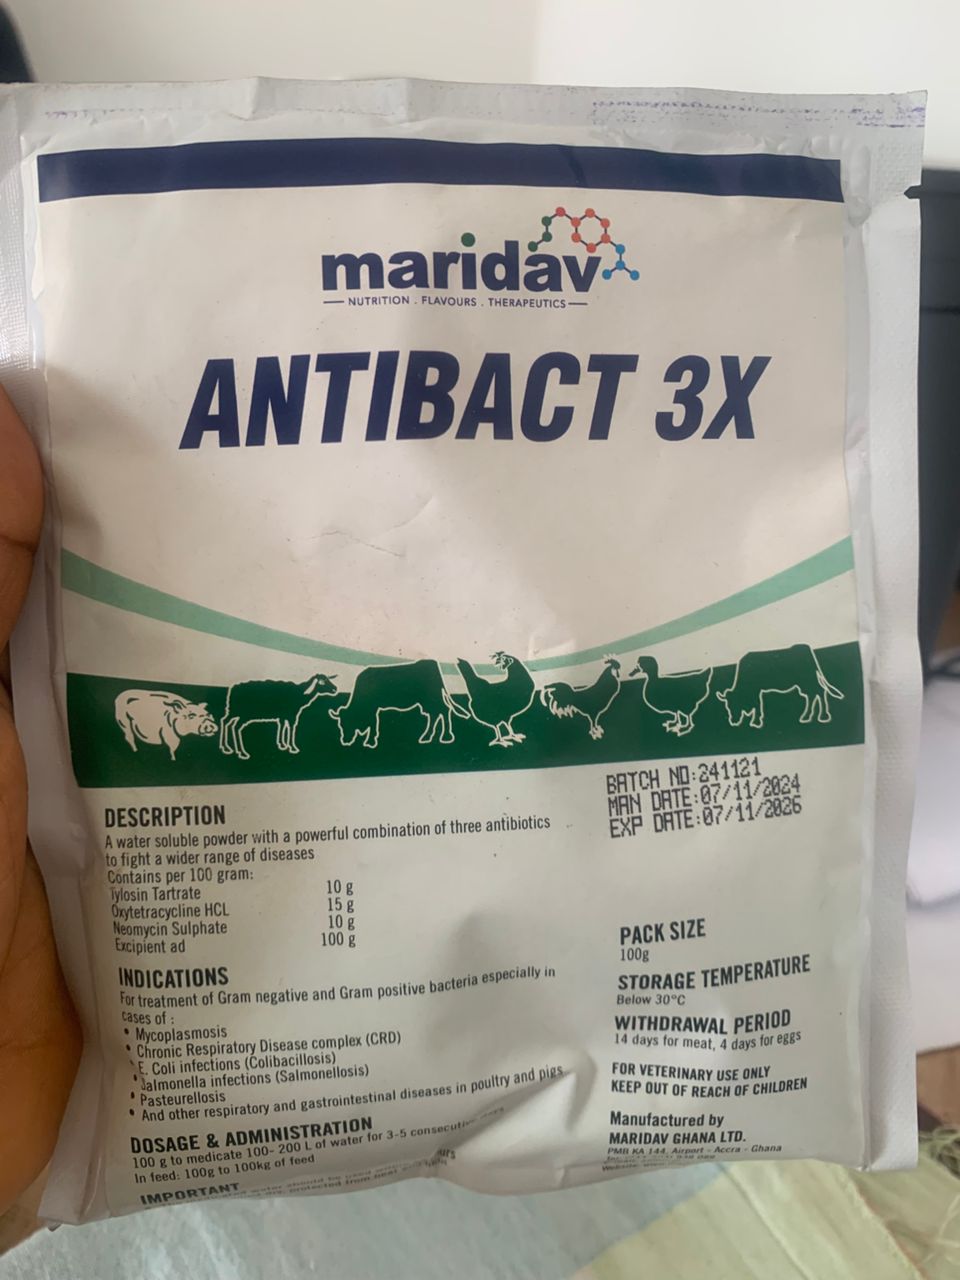 maridav
NUTRITION . FLAVOURS . THERAPEUTICS
ANTIBACT 3X
BATCH NO:241121
MAN DATE:07/11/2024
EXP DATE:07/11/2026
DESCRIPTION
A water soluble powder with a powerful combination of three antibiotics
to fight a wider range of diseases
Contains per 100 gram:
Tylosin Tartrate 10 g
Oxytetracycline HCL 15 g
Neomycin Sulphate 10 g
Excipient ad 100 g
INDICATIONS
For treatment of Gram negative and Gram positive bacteria especially in
cases of :
• Mycoplasmosis
• Chronic Respiratory Disease complex (CRD)
• E. Coli infections (Colibacillosis)
• Salmonella infections (Salmonellosis)
• Pasteurellosis
• And other respiratory and gastrointestinal diseases in poultry and pigs
DOSAGE & ADMINISTRATION
100 g to medicate 100- 200 L of water for 3-5 consecutive days
In feed: 100g to 100kg of feed
IMPORTANT
PACK SIZE
100g
STORAGE TEMPERATURE
Below 30°C
WITHDRAWAL PERIOD
14 days for meat, 4 days for eggs
FOR VETERINARY USE ONLY
KEEP OUT OF REACH OF CHILDREN
Manufactured by
MARIDAV GHANA LTD.
PMB KA 144, Airport - Accra - Ghana